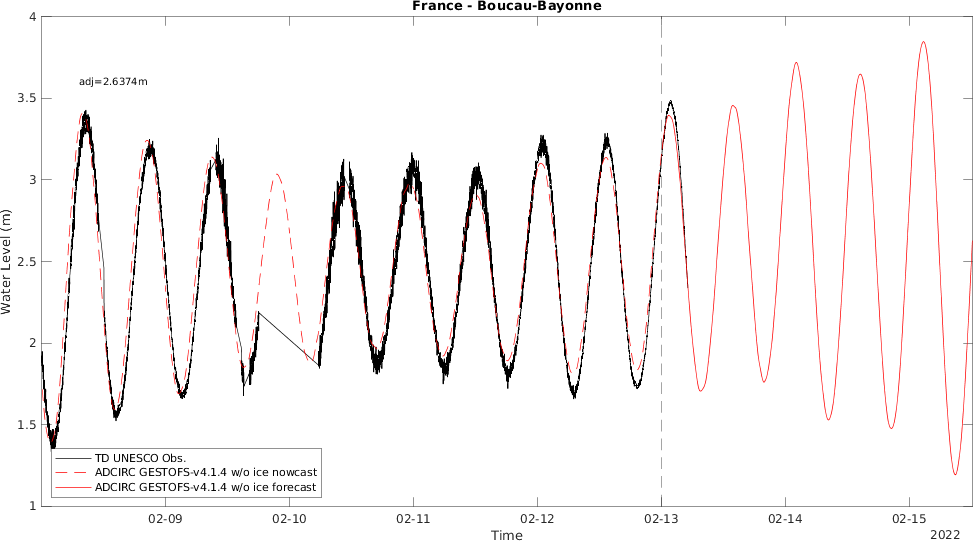 France - Boucau-Bayonne
adj=2.6374m
Water Level (m)
4
3.5
3
2.5
2
1.5
1
TD UNESCO Obs.
ADCIRC GESTOFS-v4.1.4 w/o ice nowcast
ADCIRC GESTOFS-v4.1.4 w/o ice forecast
02-09 02-10 02-11 02-12 02-13 02-14 02-15
Time
2022